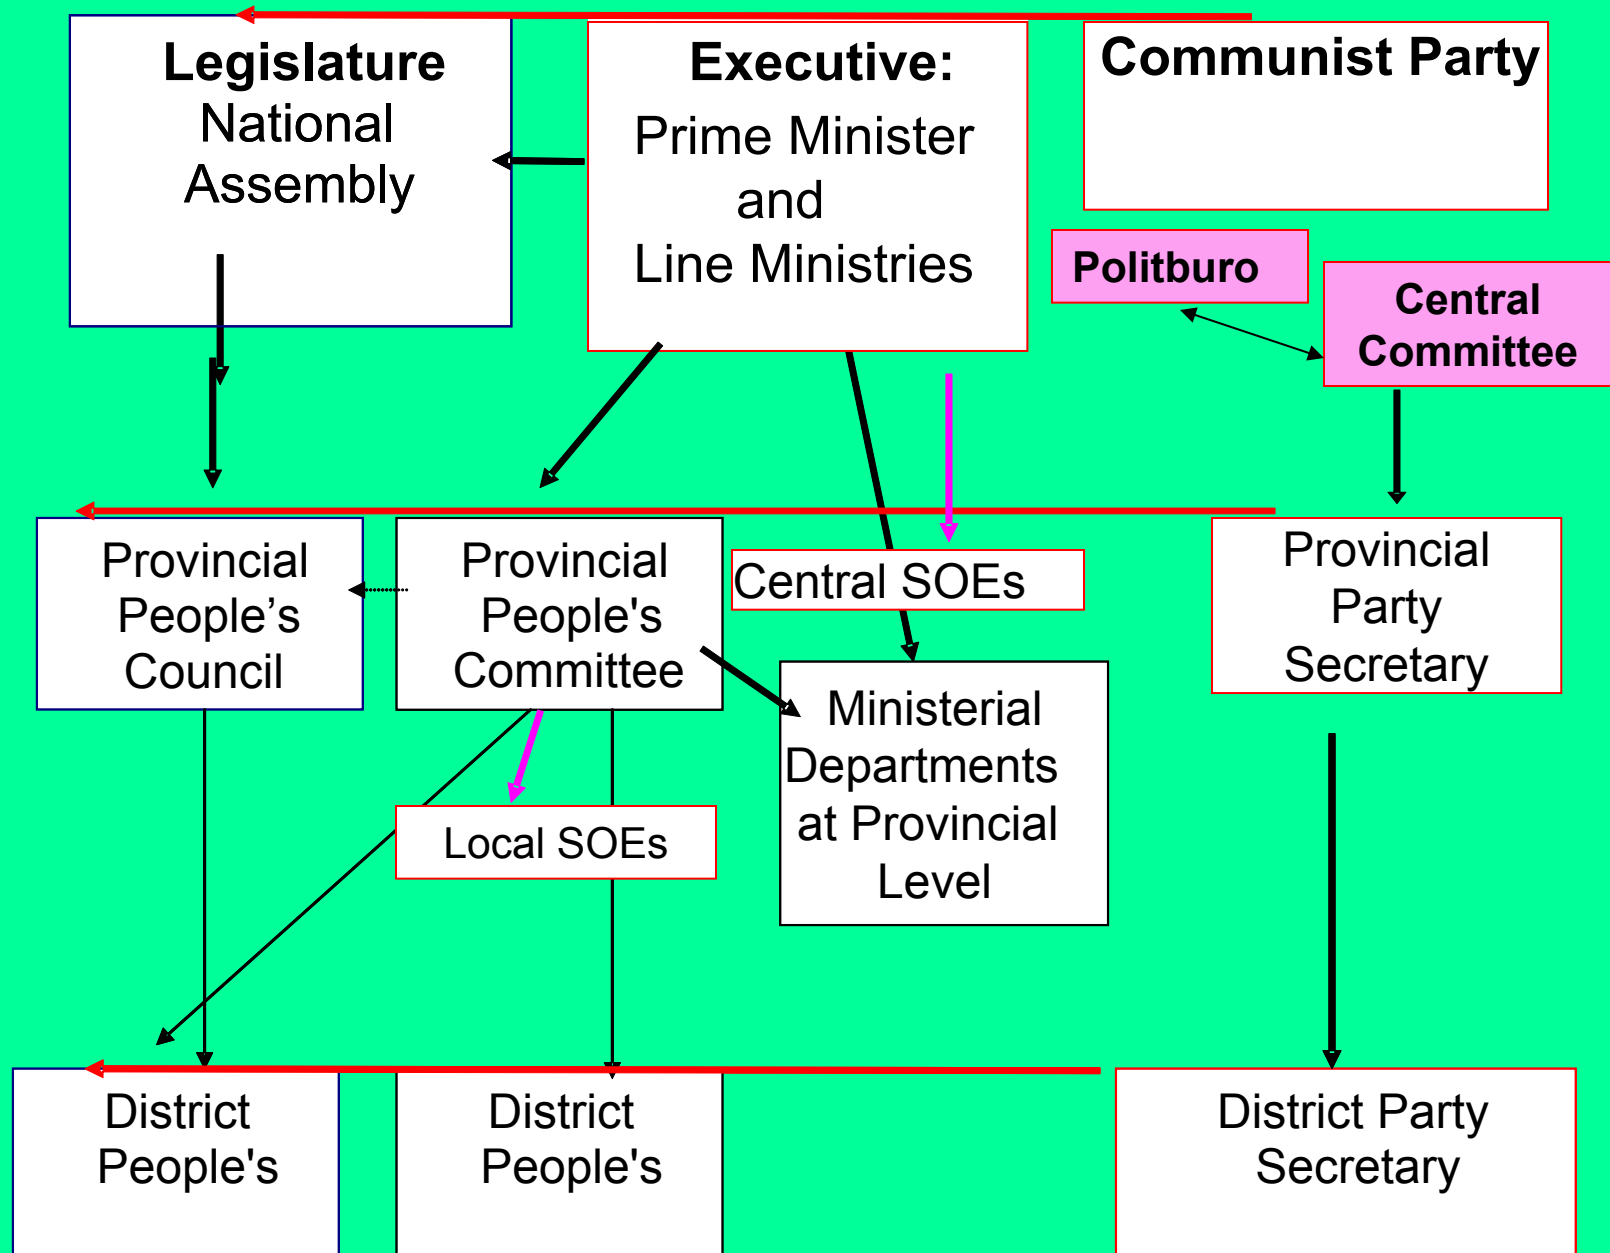 Legislature
National
Assembly
Executive:
Prime Minister
and
Line Ministries
Communist Party
Politburo
Central
Committee
Provincial
People’s
Council
Provincial
People's
Committee
Central SOEs
Provincial
Party
Secretary
Ministerial
Departments
at Provincial
Level
Local SOEs
District
People's
District
People's
District Party
Secretary